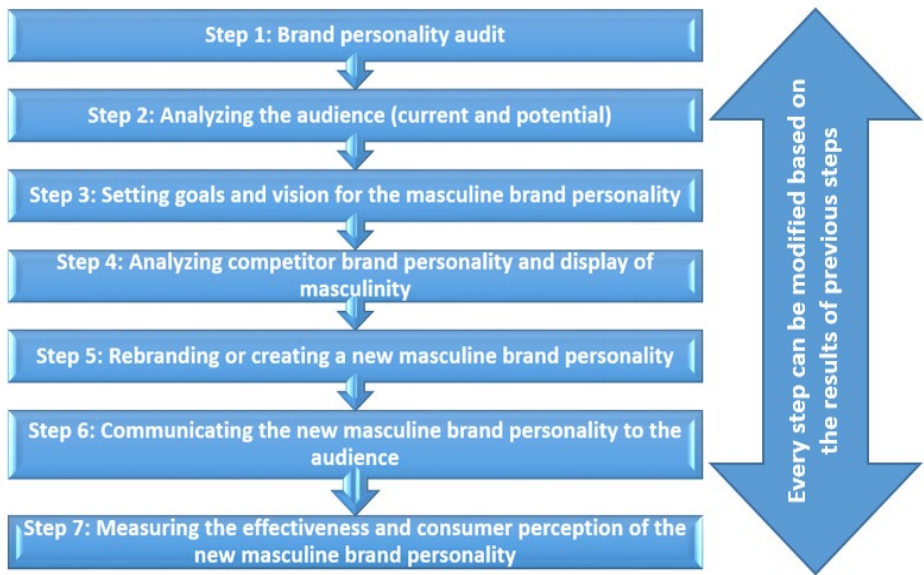 Step 1: Brand personality audit
Step 2: Analyzing the audience (current and potential)
Step 3: Setting goals and vision for the masculine brand personality
Step 4: Analyzing competitor brand personality and display of
masculinity
Step 5: Rebranding or creating a new masculine brand personality
Step 6: Communicating the new masculine brand personality to the
audience
Step 7: Measuring the effectiveness and consumer perception of the
new masculine brand personality
Every step can be modified based on
the results of previous steps